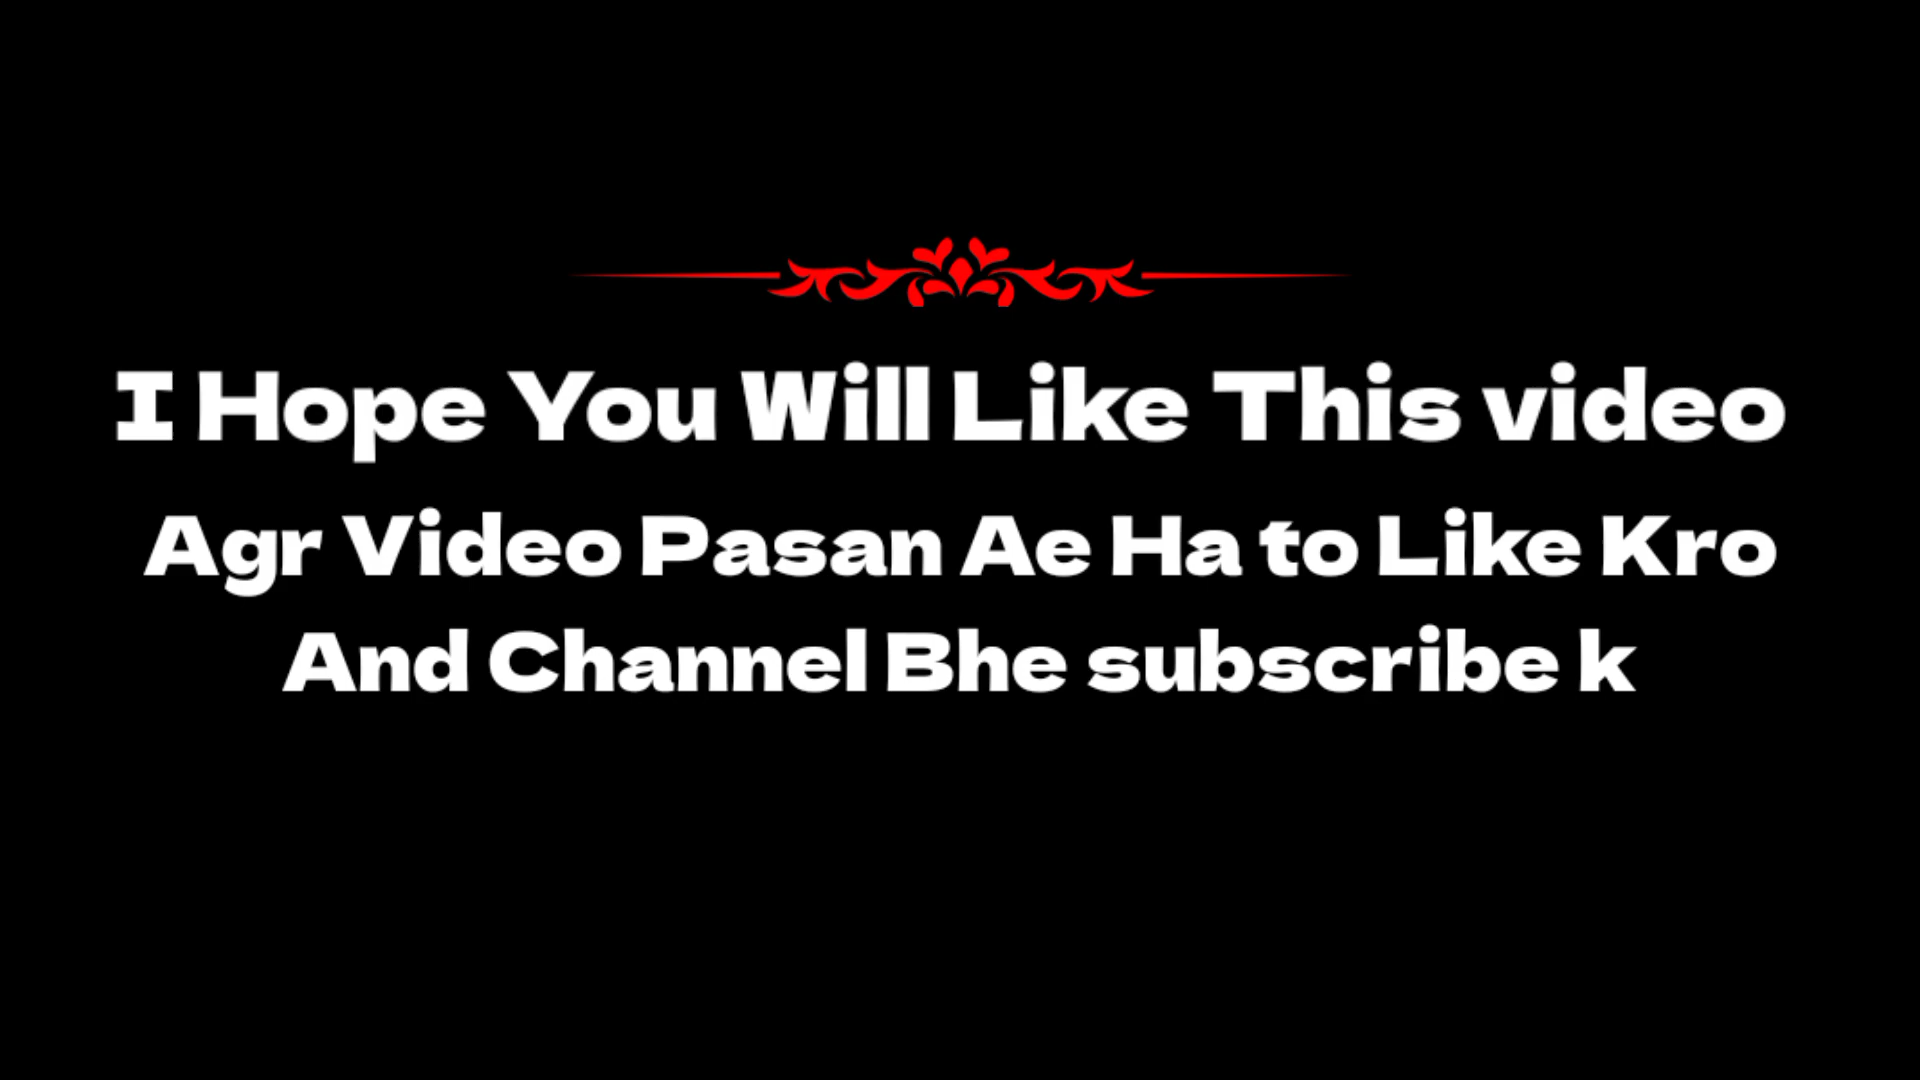 I Hope You Will Like This video
Agr Video Pasan Ae Ha to Like Kro
And Channel Bhe subscribe k